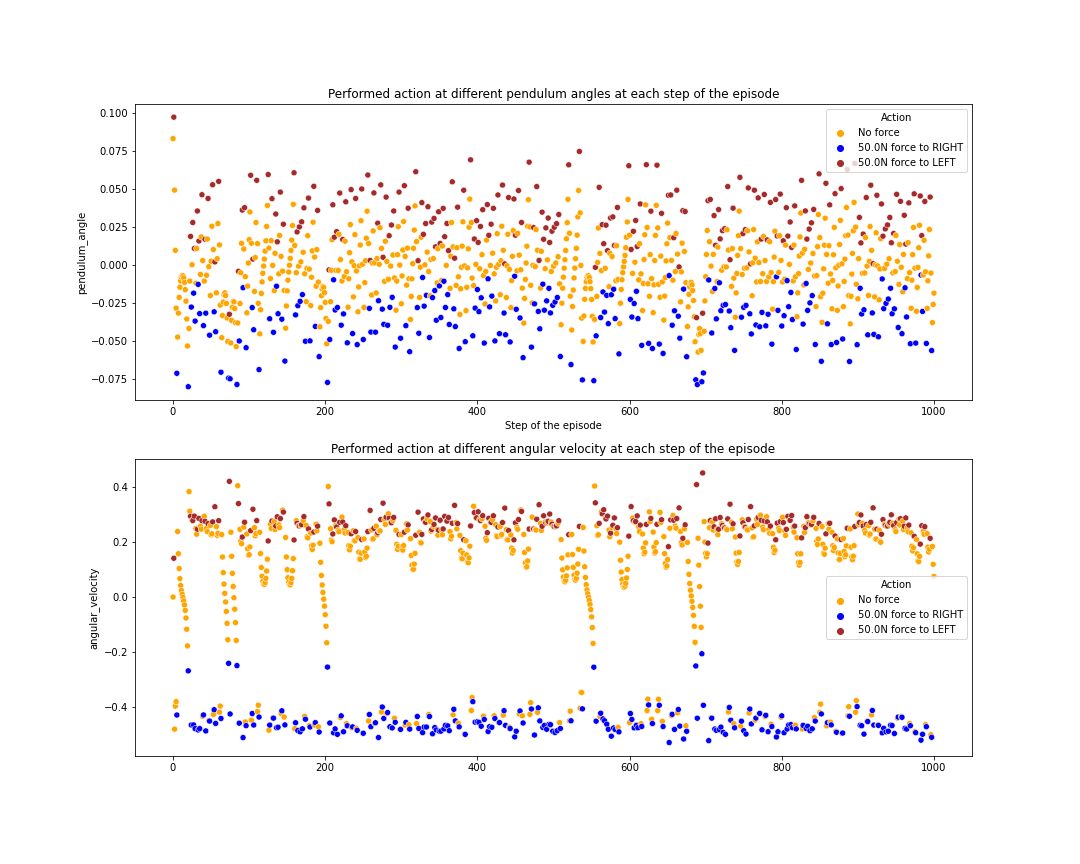 Performed action at different pendulum angles at each step of the episode
pendulum_angle
0.100
0.075
0.050
0.025
0.000
−0.025
−0.050
−0.075
Action
No force
50.0N force to RIGHT
50.0N force to LEFT
0 200 400 600 800 1000
Step of the episode
Performed action at different angular velocity at each step of the episode
angular_velocity
0.4
0.2
0.0
−0.2
−0.4
Action
No force
50.0N force to RIGHT
50.0N force to LEFT
0 200 400 600 800 1000